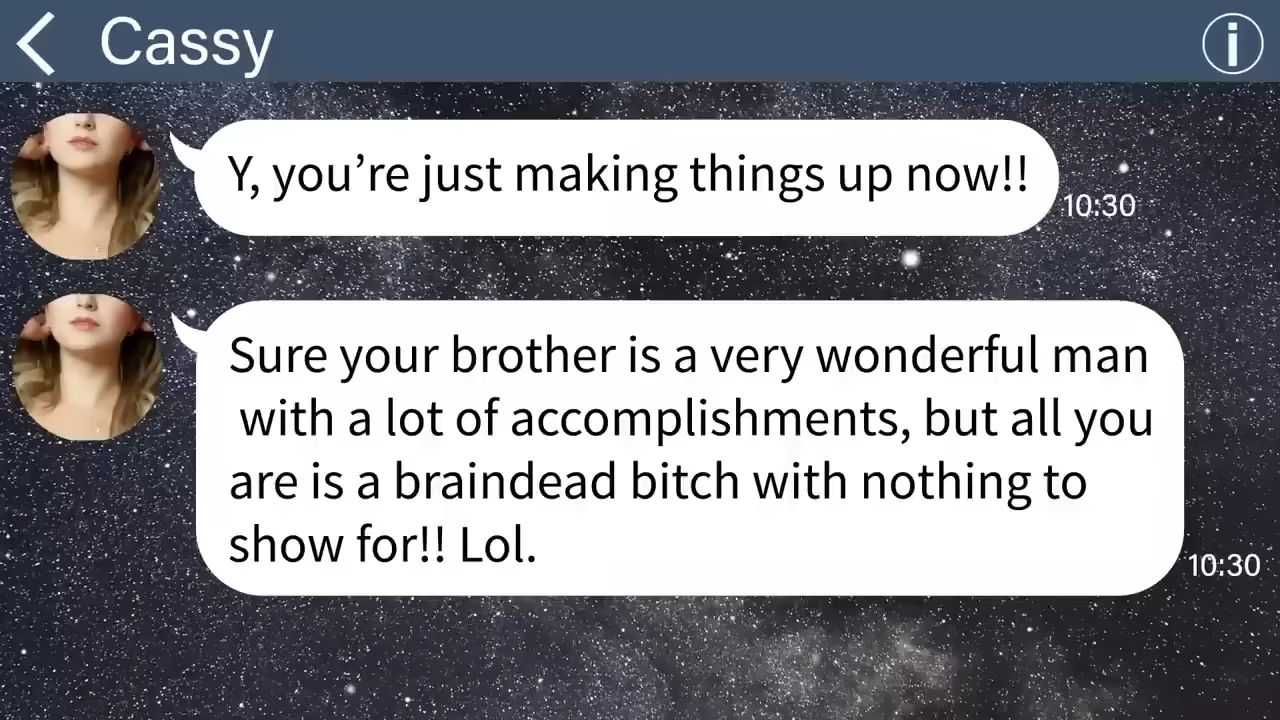 Cassy
Y, you’re just making things up now!!
10:30
Sure your brother is a very wonderful man
with a lot of accomplishments, but all you
are is a braindead bitch with nothing to
show for!! Lol.
10:30